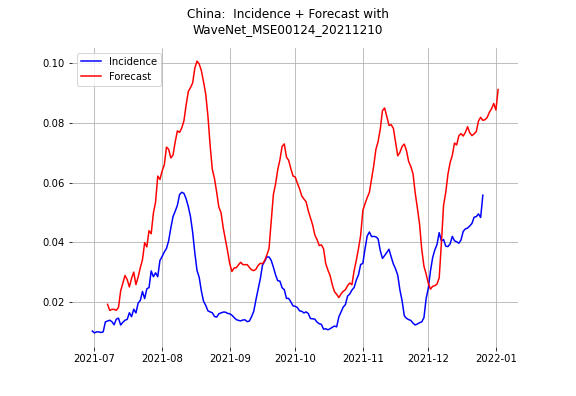 China:  Incidence + Forecast with
WaveNet_MSE00124_20211210
Incidence
Forecast
0.10
0.08
0.06
0.04
0.02
2021-07 2021-08 2021-09 2021-10 2021-11 2021-12 2022-01